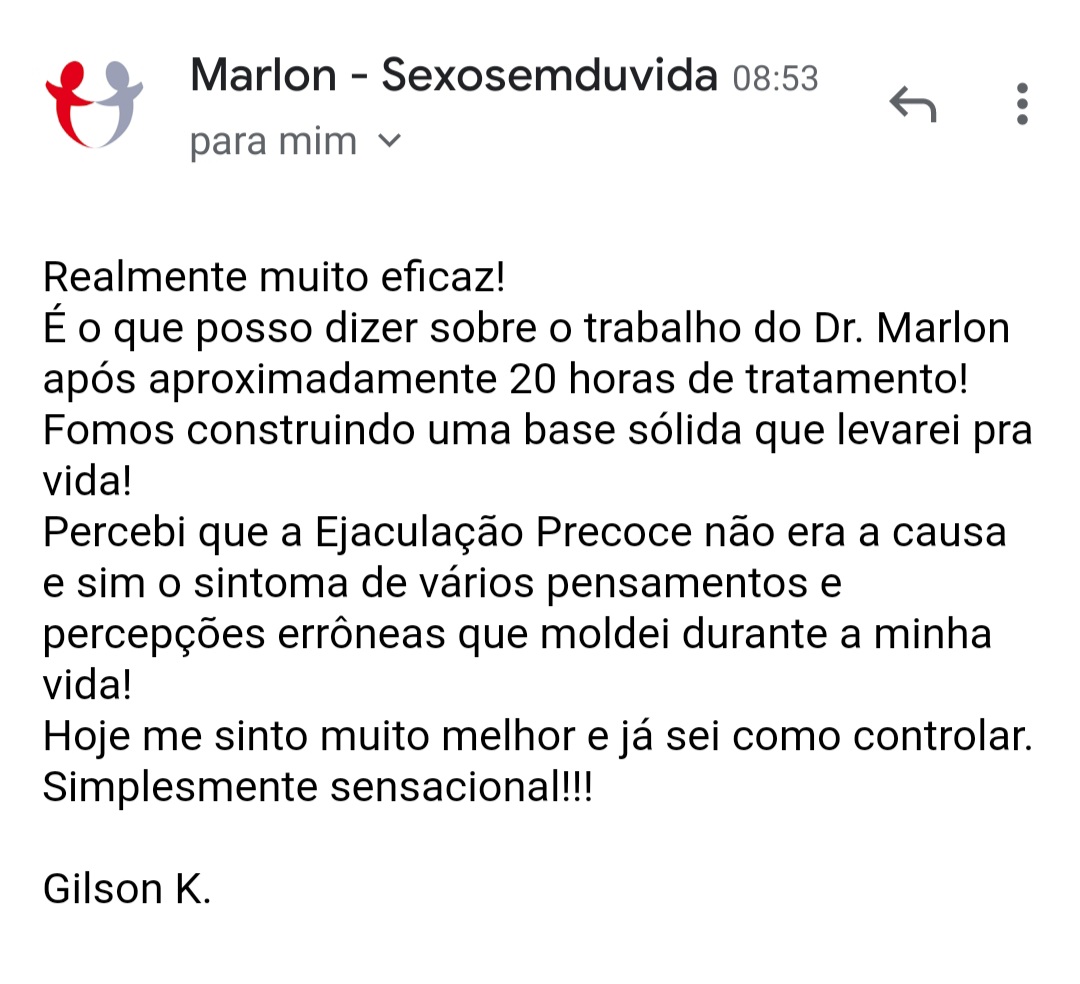 Marlon - Sexosemduvida 08:53
para mim
Realmente muito eficaz!
É o que posso dizer sobre o trabalho do Dr. Marlon
após aproximadamente 20 horas de tratamento!
Fomos construindo uma base sólida que levarei pra
vida!
Percebi que a Ejaculação Precoce não era a causa
e sim o sintoma de vários pensamentos e
percepções errôneas que moldei durante a minha
vida!
Hoje me sinto muito melhor e já sei como controlar.
Simplesmente sensacional!!!
Gilson K.